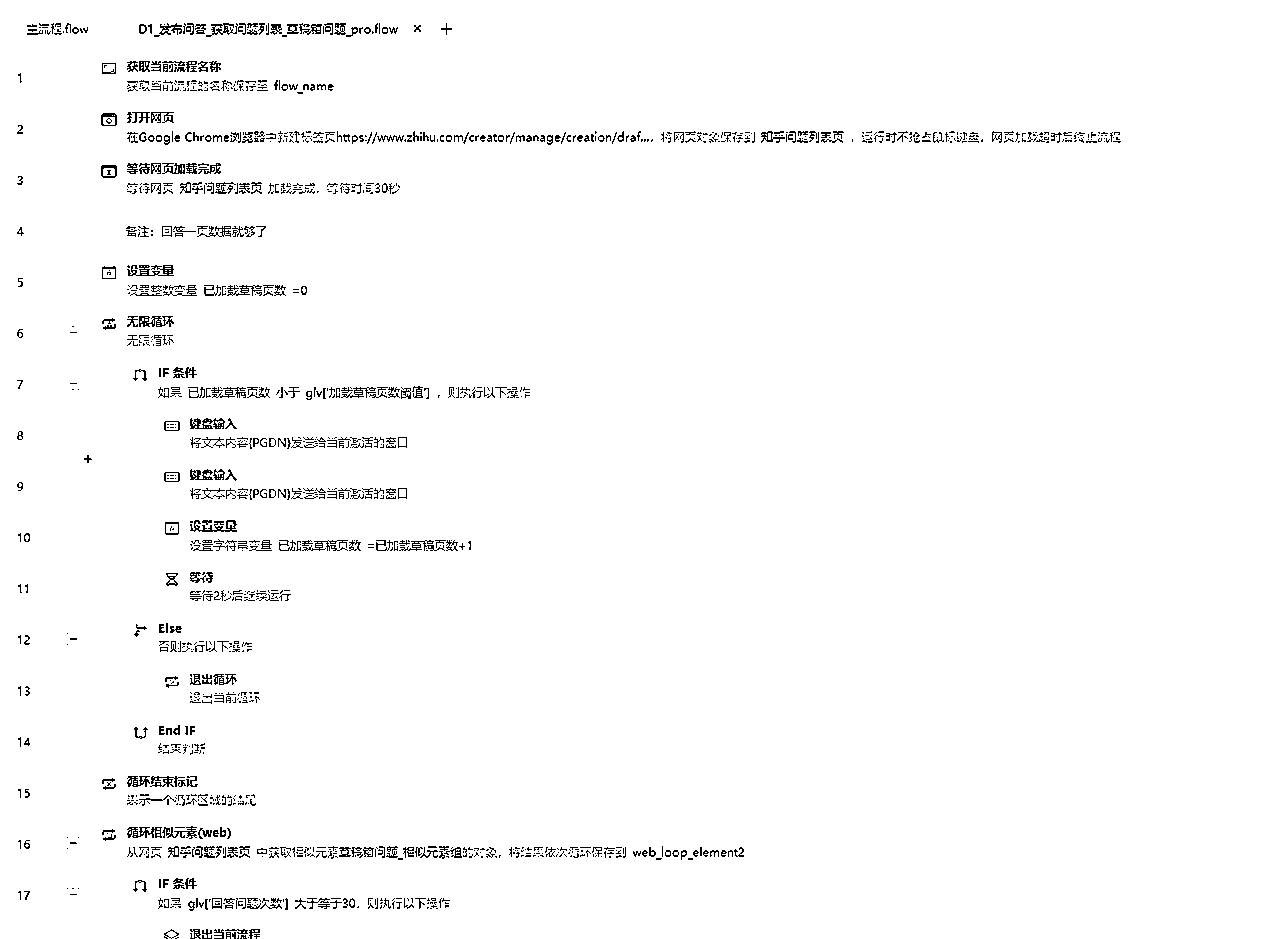 主流程.flow D1_发布问答_获取问题列表_草稿箱问题_pro.flow × +
1 获取当前流程名称
获取当前流程的名称保存至 flow_name
2 打开网页
在Google Chrome浏览器中新建标签页https://www.zhihu.com/creator/manage/creation/draf...，将网页对象保存到 知乎问题列表页 ，运行时不抢占鼠标键盘，网页加载超时后终止流程
3 等待网页加载完成
等待网页 知乎问题列表页 加载完成，等待时间30秒
4 备注：回答一页数据就够了
5 设置变量
设置整数变量 已加载草稿页数 =0
6 无限循环
无限循环
7 IF 条件
如果 已加载草稿页数 小于 glv['加载草稿页数阈值'] ，则执行以下操作
8 键盘输入
将文本内容{PGDN}发送给当前激活的窗口
9 键盘输入
将文本内容{PGDN}发送给当前激活的窗口
10 设置变量
设置字符串变量 已加载草稿页数 =已加载草稿页数+1
11 等待
等待2秒后继续运行
12 Else
否则执行以下操作
13 退出循环
退出当前循环
14 End IF
结束判断
15 循环结束标记
表示一个循环区域的结尾
16 循环相似元素(web)
从网页 知乎问题列表页 中获取相似元素草稿箱问题_相似元素组的对象，将结果依次循环保存到 web_loop_element2
17 IF 条件
如果 glv['回答问题次数'] 大于等于30，则执行以下操作
退出当前流程